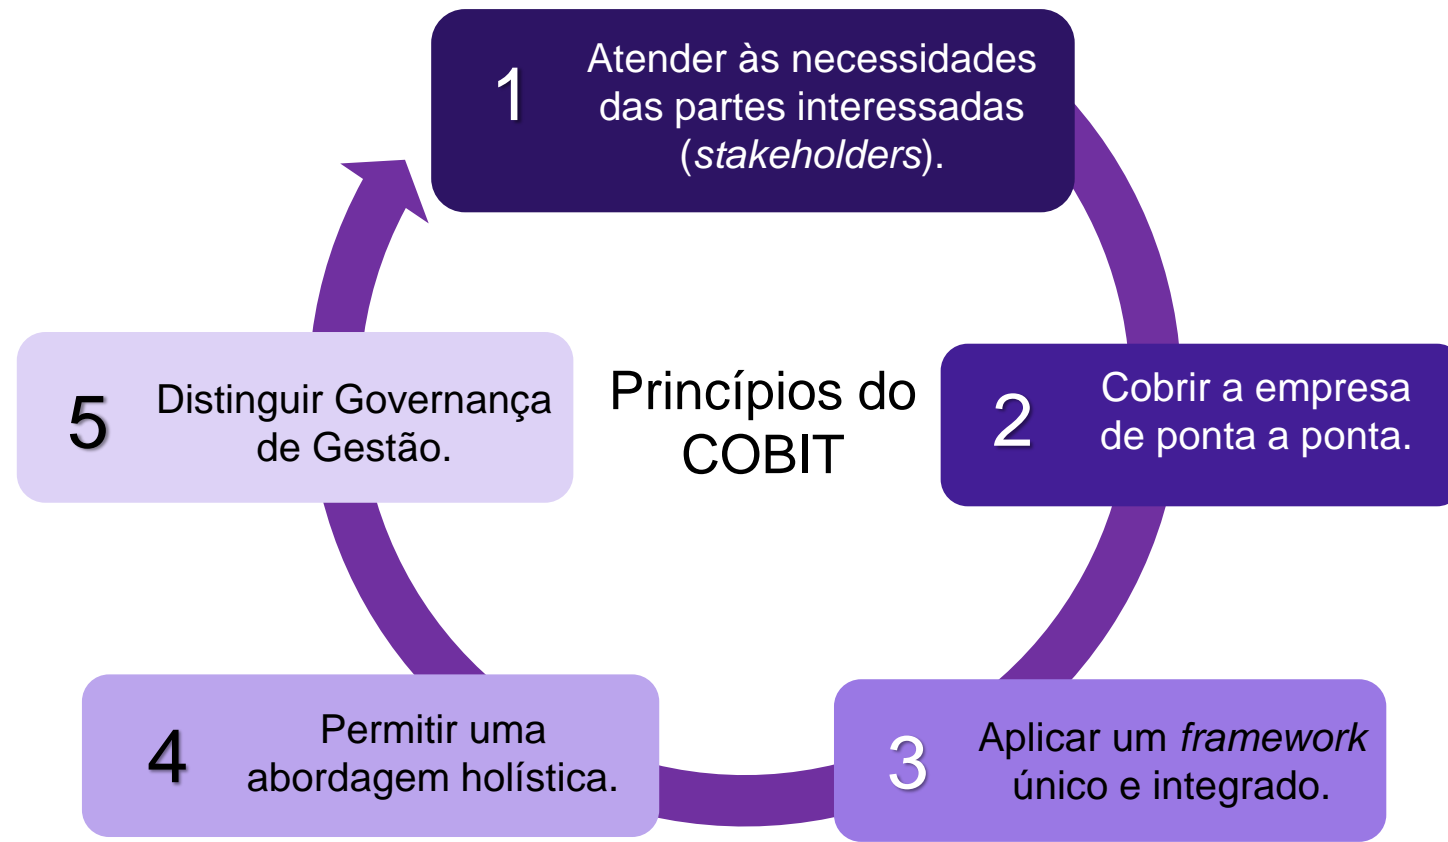 1
Atender às necessidades
das partes interessadas
(stakeholders).
5
Distinguir Governança
de Gestão.
Princípios do
COBIT
2
Cobrir a empresa
de ponta a ponta.
4
Permitir uma
abordagem holística.
3
Aplicar um framework
único e integrado.